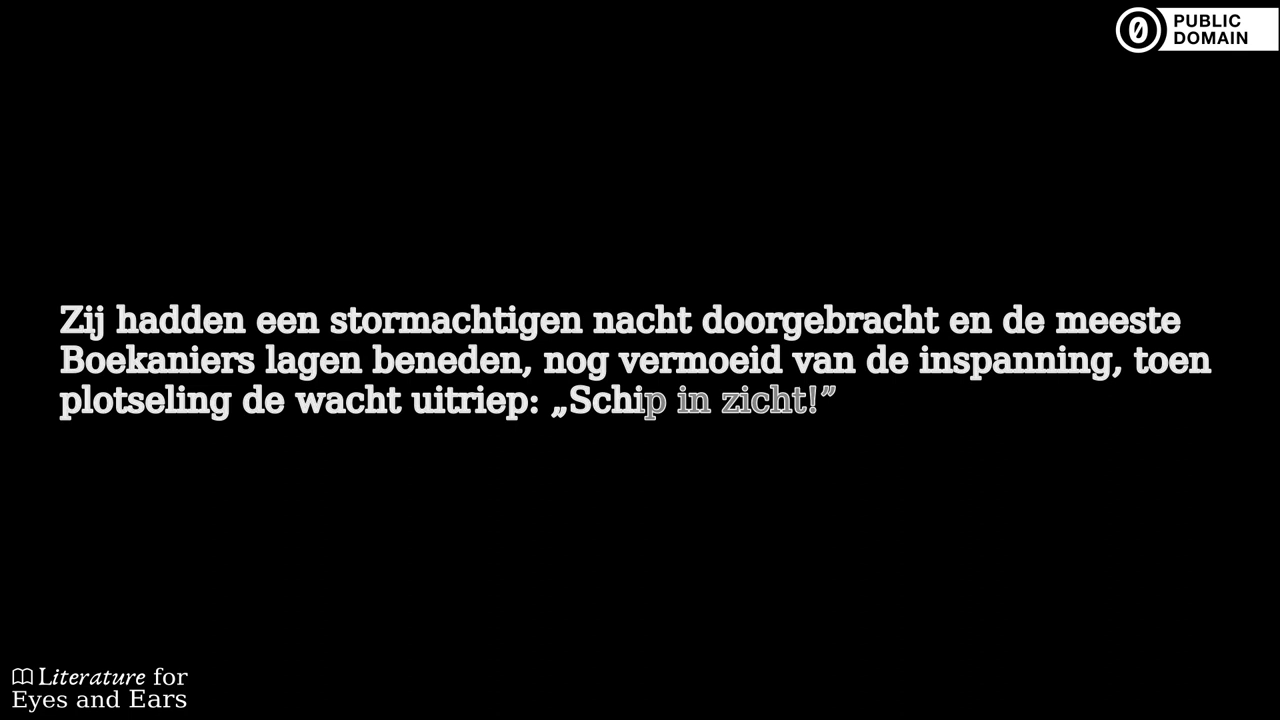 0 PUBLIC
DOMAIN
Zij hadden een stormachtigen nacht doorgebracht en de meeste
Boekaniers lagen beneden, nog vermoeid van de inspanning, toen
plotseling de wacht uitriep: „Schip in zicht!”
Literature for
Eyes and Ears